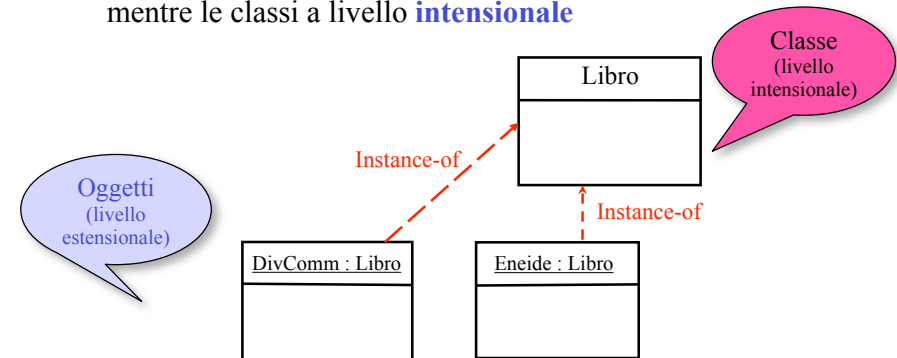 mentre le classi a livello intensionale
Classe
(livello
intensionale)
Libro
Instance-of
Oggetti
(livello
estensionale)
Instance-of
DivComm : Libro
Eneide : Libro